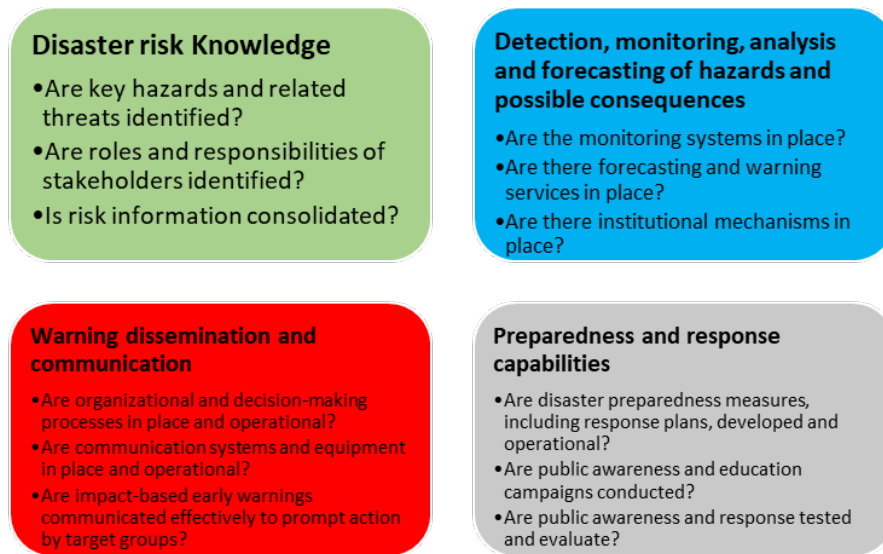 Disaster risk Knowledge
•Are key hazards and related
threats identified?
•Are roles and responsibilities of
stakeholders identified?
•Is risk information consolidated?
Detection, monitoring, analysis
and forecasting of hazards and
possible consequences
•Are the monitoring systems in place?
•Are there forecasting and warning
services in place?
•Are there institutional mechanisms in
place?
Warning dissemination and
communication
•Are organizational and decision-making
processes in place and operational?
•Are communication systems and equipment
in place and operational?
•Are impact-based early warnings
communicated effectively to prompt action
by target groups?
Preparedness and response
capabilities
•Are disaster preparedness measures,
including response plans, developed and
operational?
•Are public awareness and education
campaigns conducted?
•Are public awareness and response tested
and evaluate?